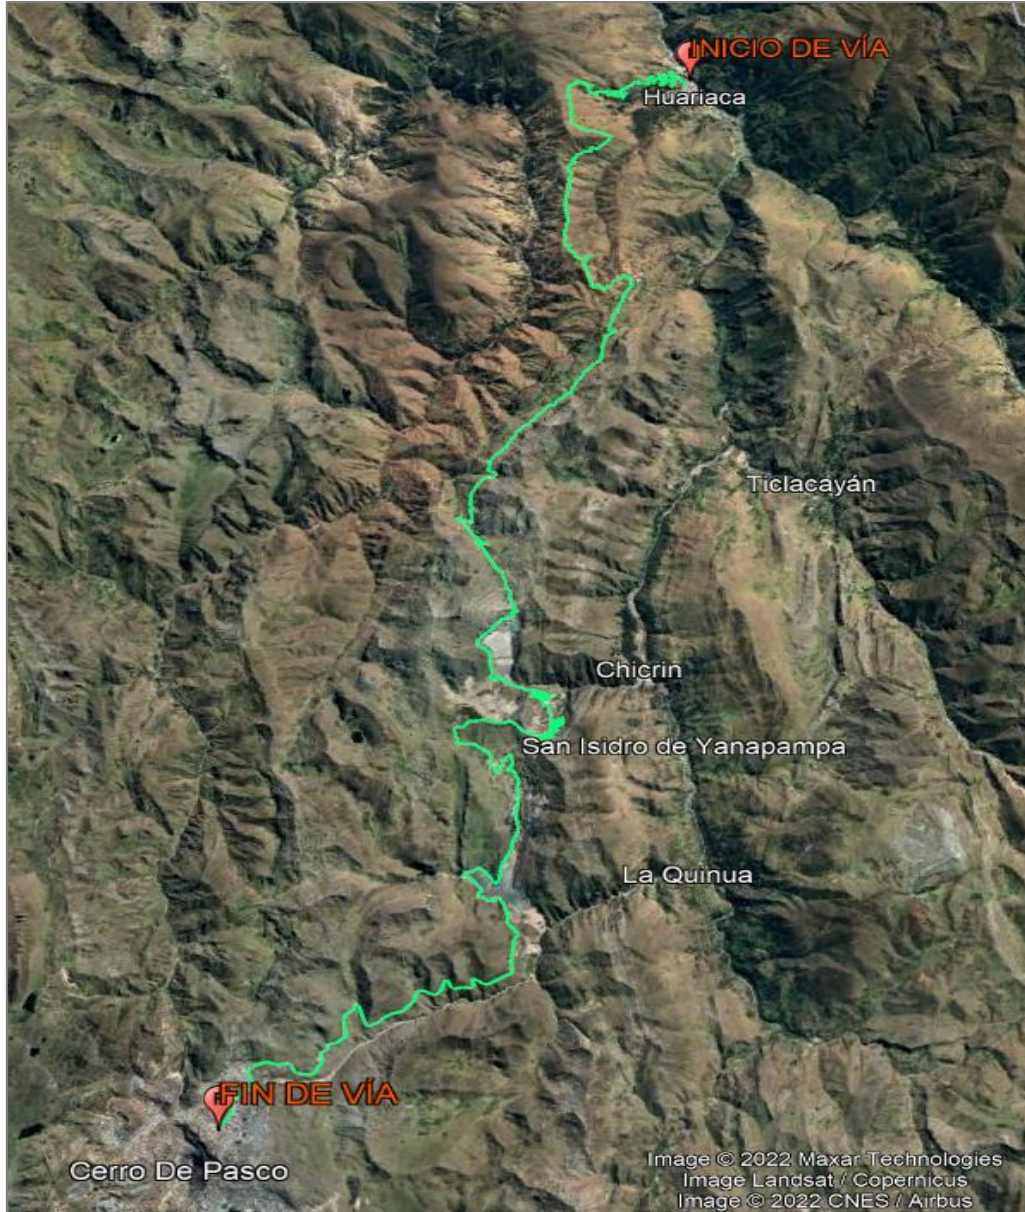 INICIO DE VÍA
Huariaca
Ticlacayán
Chicrin
San Isidro de Yanapampa
La Quinua
FIN DE VÍA
Cerro De Pasco
Image © 2022 Maxar Technologies
Image Landsat / Copernicus
Image © 2022 CNES / Airbus